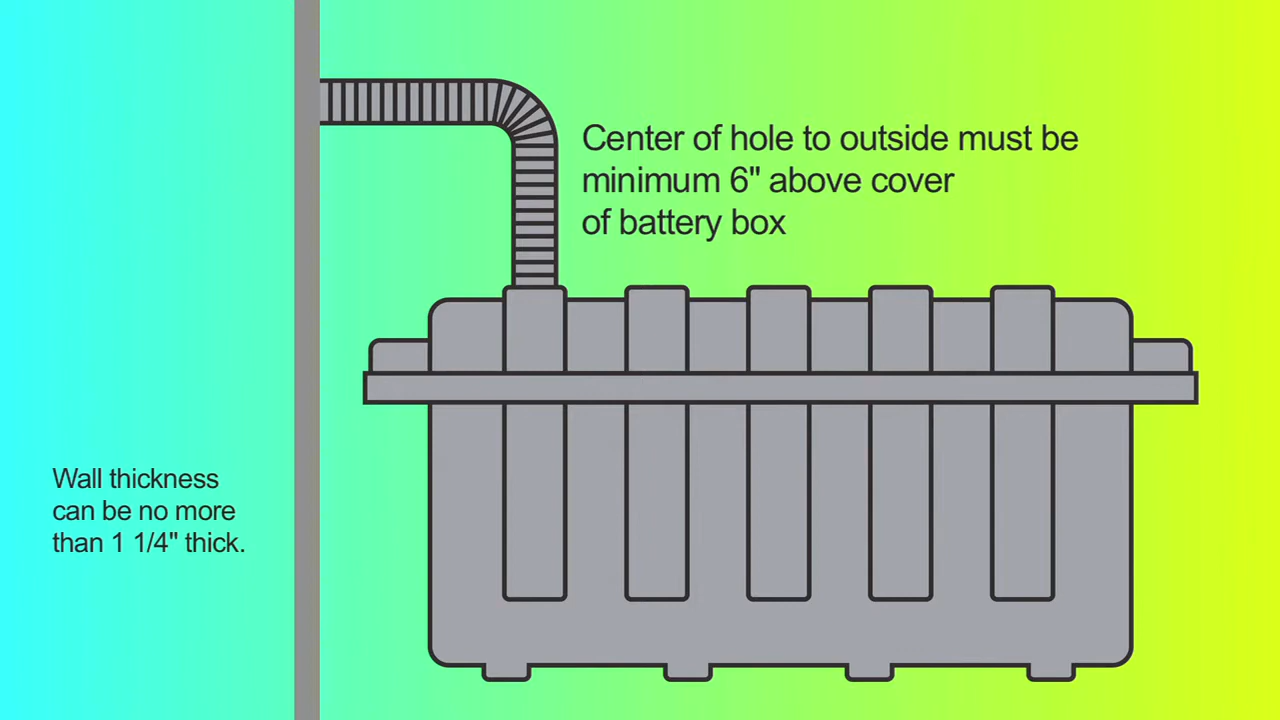 Center of hole to outside must be
minimum 6" above cover
of battery box
Wall thickness
can be no more
than 1 1/4" thick.